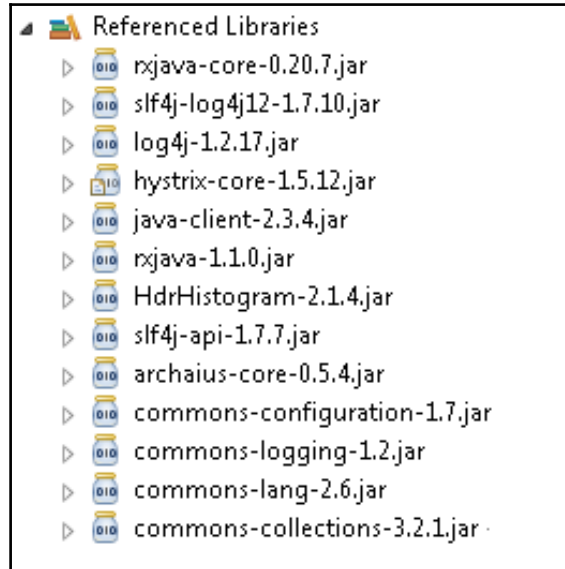 Referenced Libraries
rxjava-core-0.20.7.jar
slf4j-log4j12-1.7.10.jar
log4j-1.2.17.jar
hystrix-core-1.5.12.jar
java-client-2.3.4.jar
rxjava-1.1.0.jar
HdrHistogram-2.1.4.jar
slf4j-api-1.7.7.jar
archaius-core-0.5.4.jar
commons-configuration-1.7.jar
commons-logging-1.2.jar
commons-lang-2.6.jar
commons-collections-3.2.1.jar